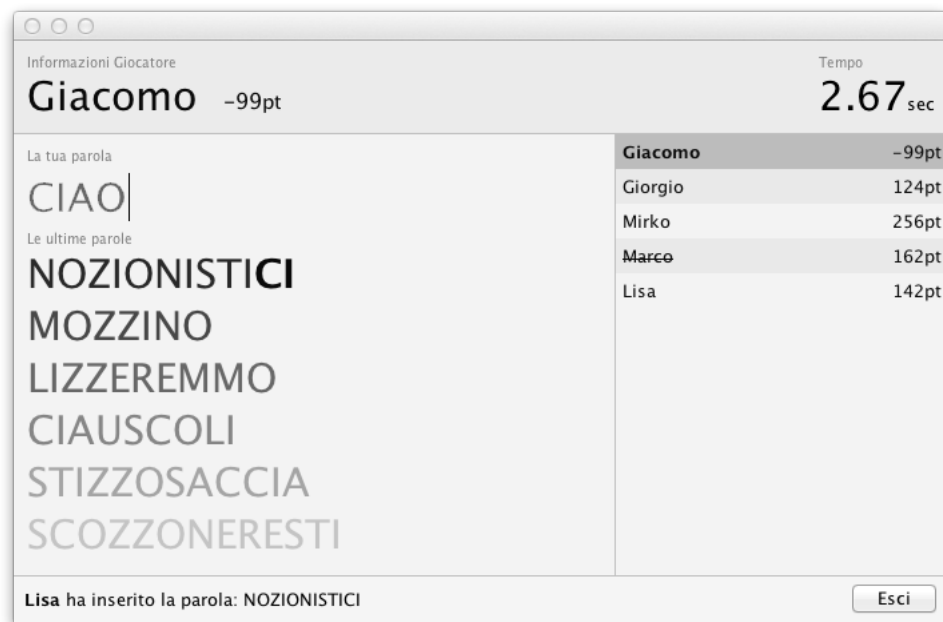 Informazioni Giocatore
Giacomo -99pt
Tempo
2.67sec
La tua parola
CIAO
Le ultime parole
NOZIONISTICI
MOZZINO
LIZZEREMMO
CIAUSCOLI
STIZZOSACCIA
SCOZZONERESTI
Giacomo -99pt
Giorgio 124pt
Mirko 256pt
Marco 162pt
Lisa 142pt
Lisa ha inserito la parola: NOZIONISTICI
Esci